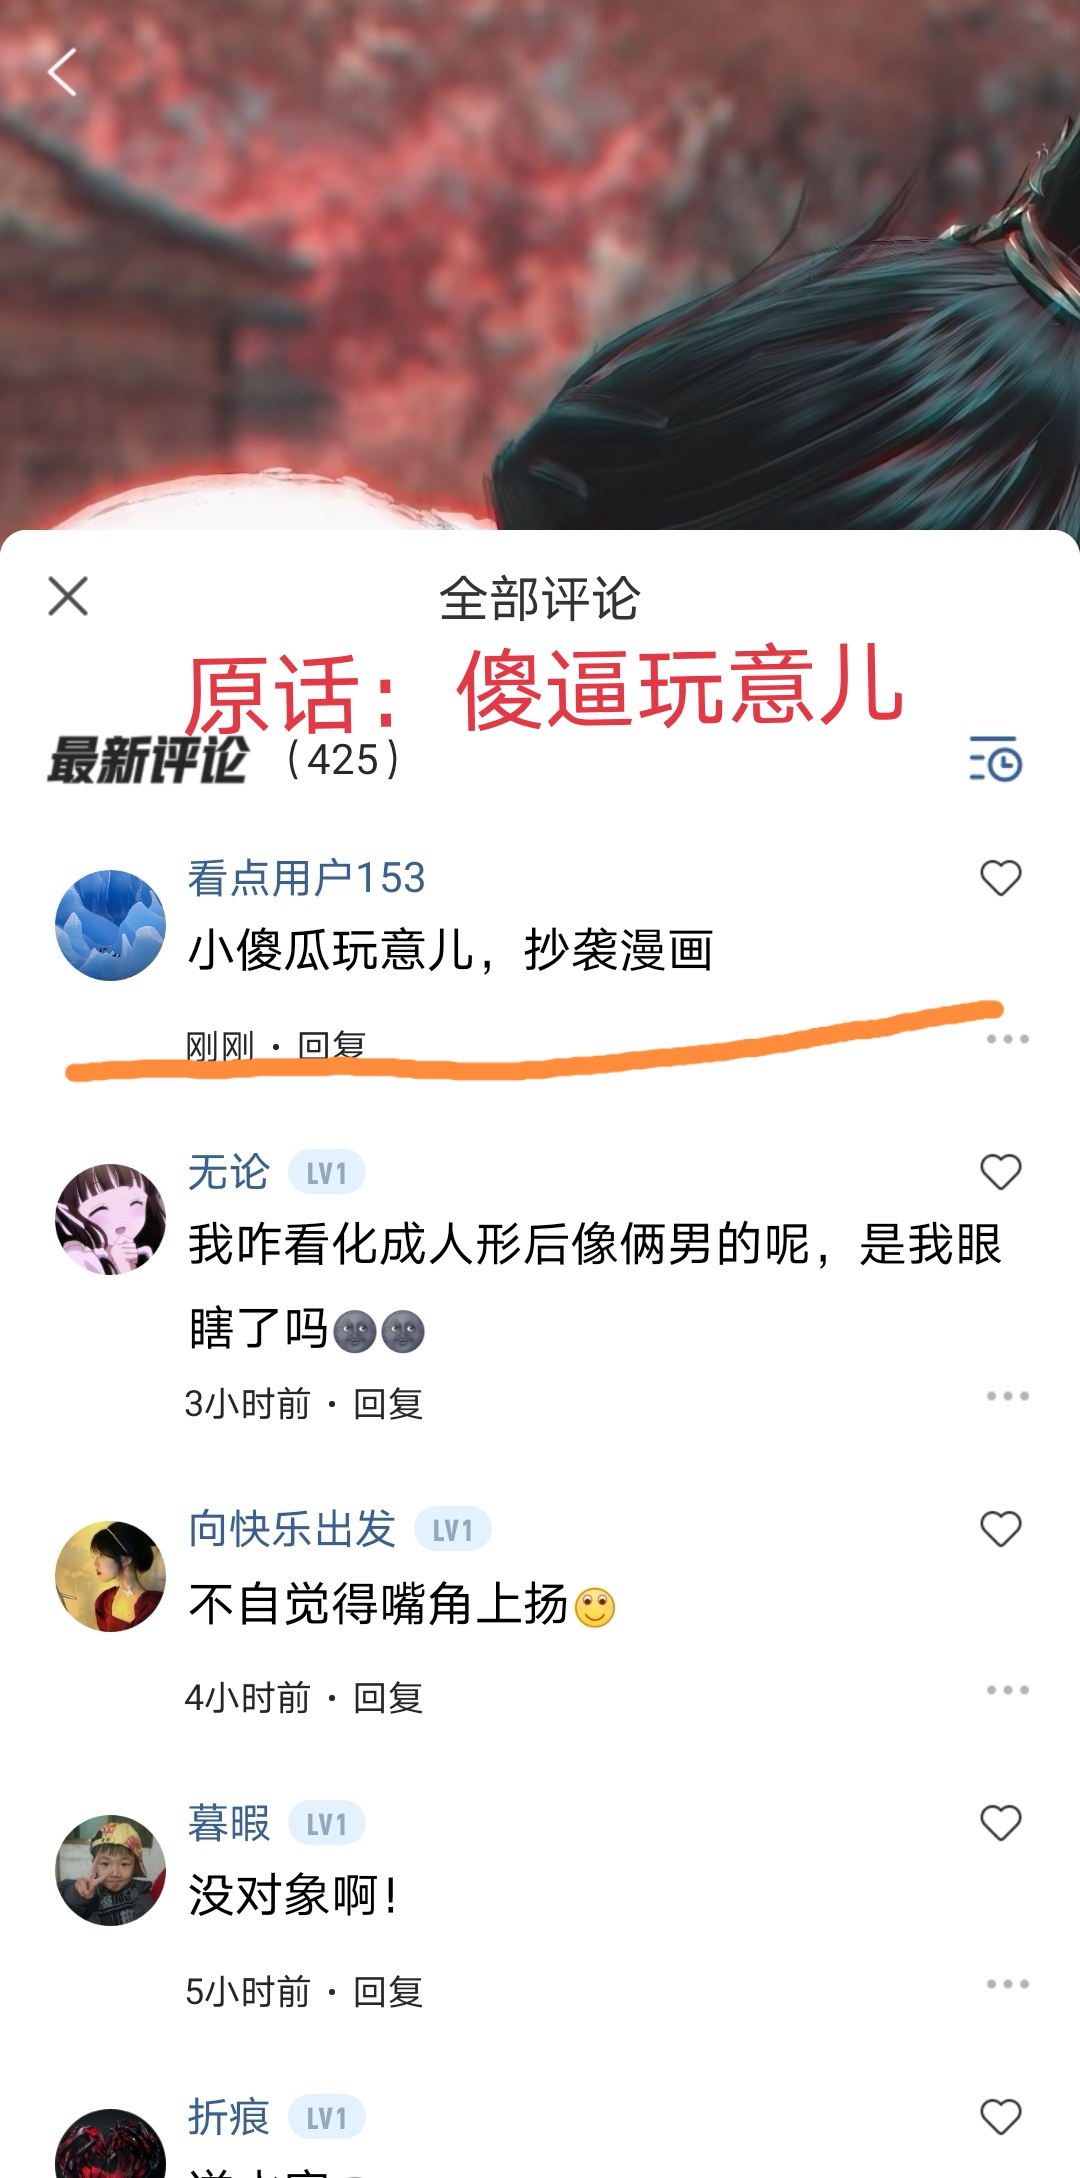 全部评论
原话：傻逼玩意儿
最新评论 （425）
看点用户153
小傻瓜玩意儿，抄袭漫画
刚刚 · 回复
无论 LV1
我咋看化成人形后像俩男的呢，是我眼
瞎了吗🌚🌚
3小时前 · 回复
向快乐出发 LV1
不自觉得嘴角上扬🙂
4小时前 · 回复
暮暇 LV1
没对象啊！
5小时前 · 回复
折痕 LV1